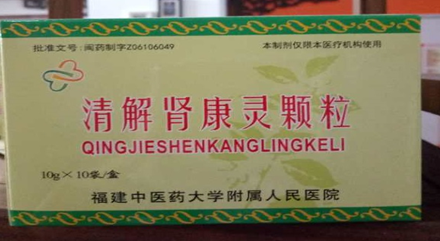 批准文号:闽药制字Z06106049
本制剂仅限本医疗机构使用
清解肾康灵颗粒
QINGJIESHENKANGLINGKELI
10g×10袋/盒
福建中医药大学附属人民医院